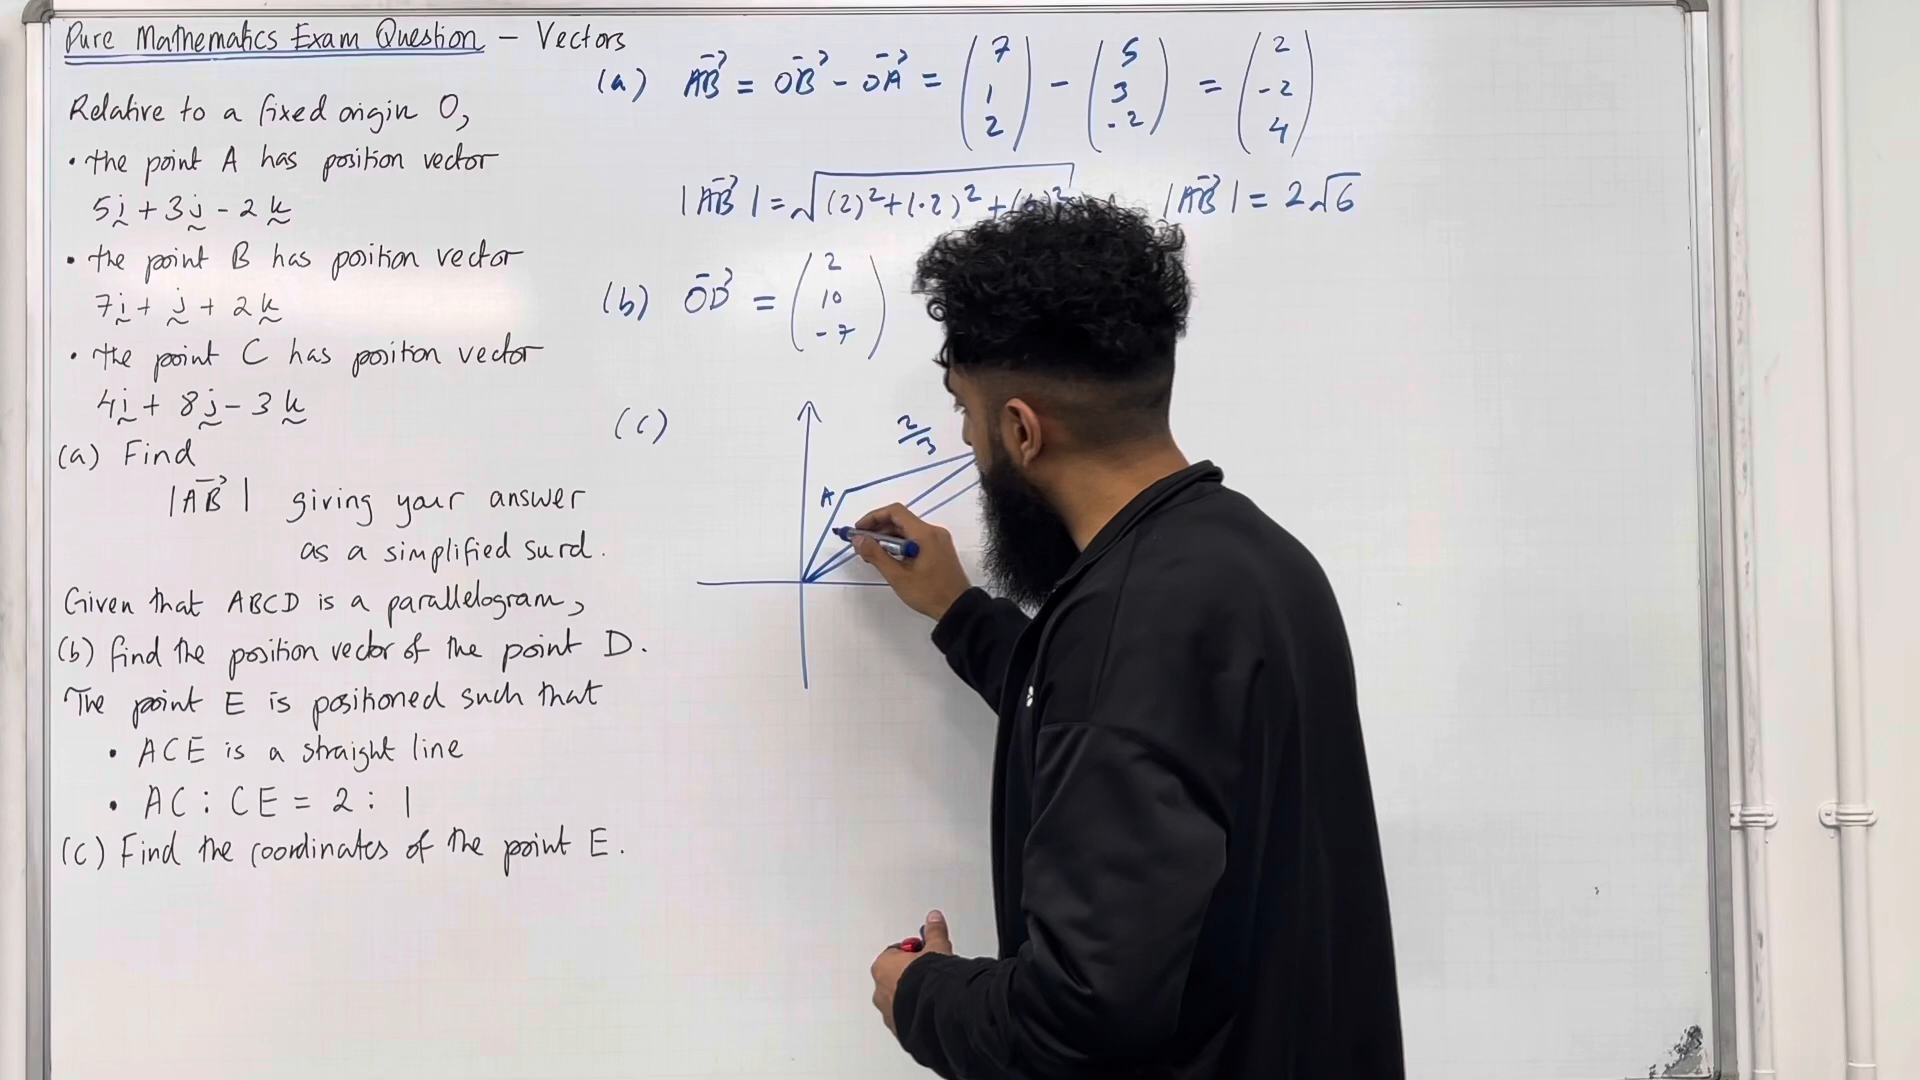 Pure Mathematics Exam Question - Vectors
Relative to a fixed origin O,
• the point A has position vector
5i + 3j - 2k
• the point B has position vector
7i + j + 2k
• the point C has position vector
4i + 8j - 3k
(a) Find
|AB→| giving your answer
as a simplified surd.
Given that ABCD is a parallelogram,
(b) find the position vector of the point D.
The point E is positioned such that
• ACE is a straight line
• AC : CE = 2 : 1
(c) Find the coordinates of the point E.
(a) AB→ = OB→ - OA→ = (7 1 2) - (5 3 -2) = (2 -2 4)
|AB→| = √(2)²+(-2)²+( )² |AB→| = 2√6
(b) OD→ = (2 10 -7)
(c)
2/3
A